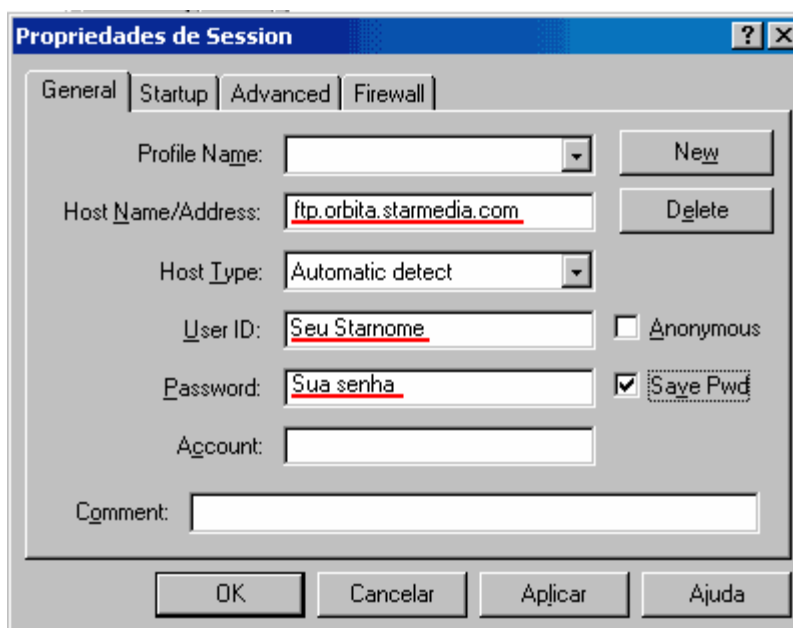 Propriedades de Session
General Startup Advanced Firewall
Profile Name: New
Host Name/Address: ftp.orbita.starmedia.com Delete
Host Type: Automatic detect
User ID: Seu Starnome Anonymous
Password: Sua senha Save Pwd
Account:
Comment:
OK Cancelar Aplicar Ajuda